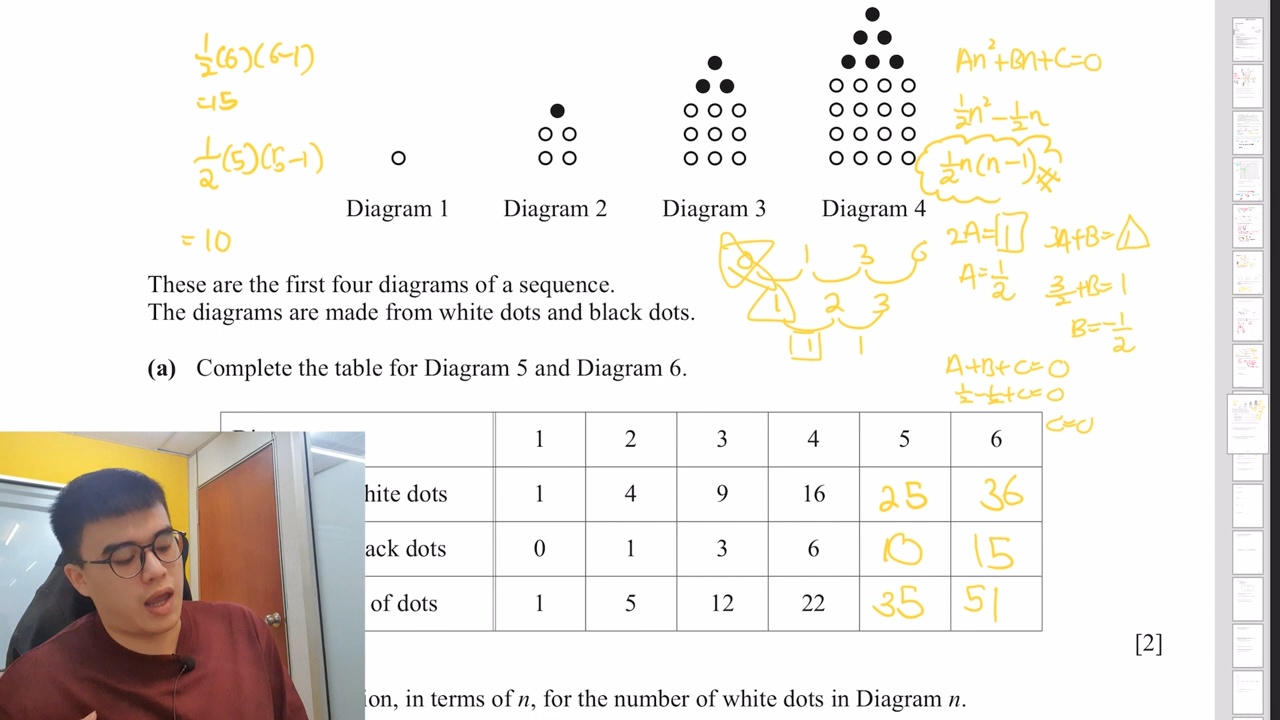 ½(6)(6-1)
=15
½(5)(5-1)
= 10
An²+Bn+C=0
½n² - ½n
½n(n-1)
Diagram 1 Diagram 2 Diagram 3 Diagram 4
2A=1 3A+B=1
A=½ 3/2+B=1
B=-½
0 1 3 6
1 2 3
1 1
These are the first four diagrams of a sequence.
The diagrams are made from white dots and black dots.
(a) Complete the table for Diagram 5 and Diagram 6.
A+B+C=0
½-½+C=0
C=0
1 2 3 4 5 6
hite dots 1 4 9 16 25 36
ack dots 0 1 3 6 10 15
of dots 1 5 12 22 35 51
[2]
ion, in terms of n, for the number of white dots in Diagram n.